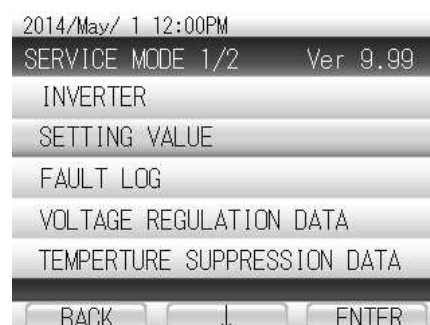 2014/May/ 1 12:00PM
SERVICE MODE 1/2 Ver 9.99
INVERTER
SETTING VALUE
FAULT LOG
VOLTAGE REGULATION DATA
TEMPERTURE SUPPRESSION DATA
BACK ↓ ENTER